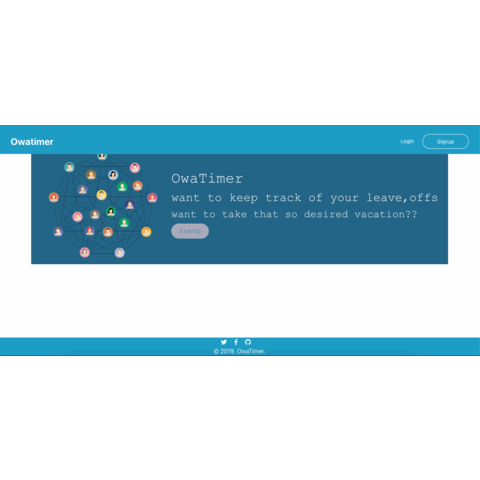 Owatimer
Login
Signup
OwaTimer
want to keep track of your leave,offs
want to take that so desired vacation??
SignUp
© 2019. OwaTimer.